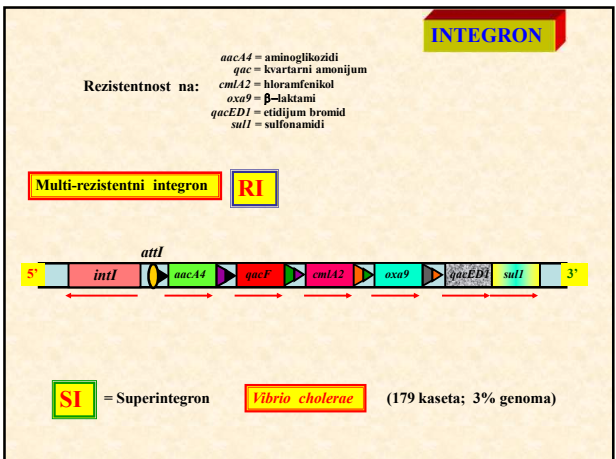 INTEGRON
aacA4 = aminoglikozidi
qac = kvartarni amonijum
Rezistentnost na: cmlA2 = hloramfenikol
oxa9 = β–laktami
qacED1 = etidijum bromid
sul1 = sulfonamidi
Multi-rezistentni integron RI
attI
5’ intI aacA4 qacF cmlA2 oxa9 qacED1 sul1 3’
SI = Superintegron Vibrio cholerae (179 kaseta; 3% genoma)